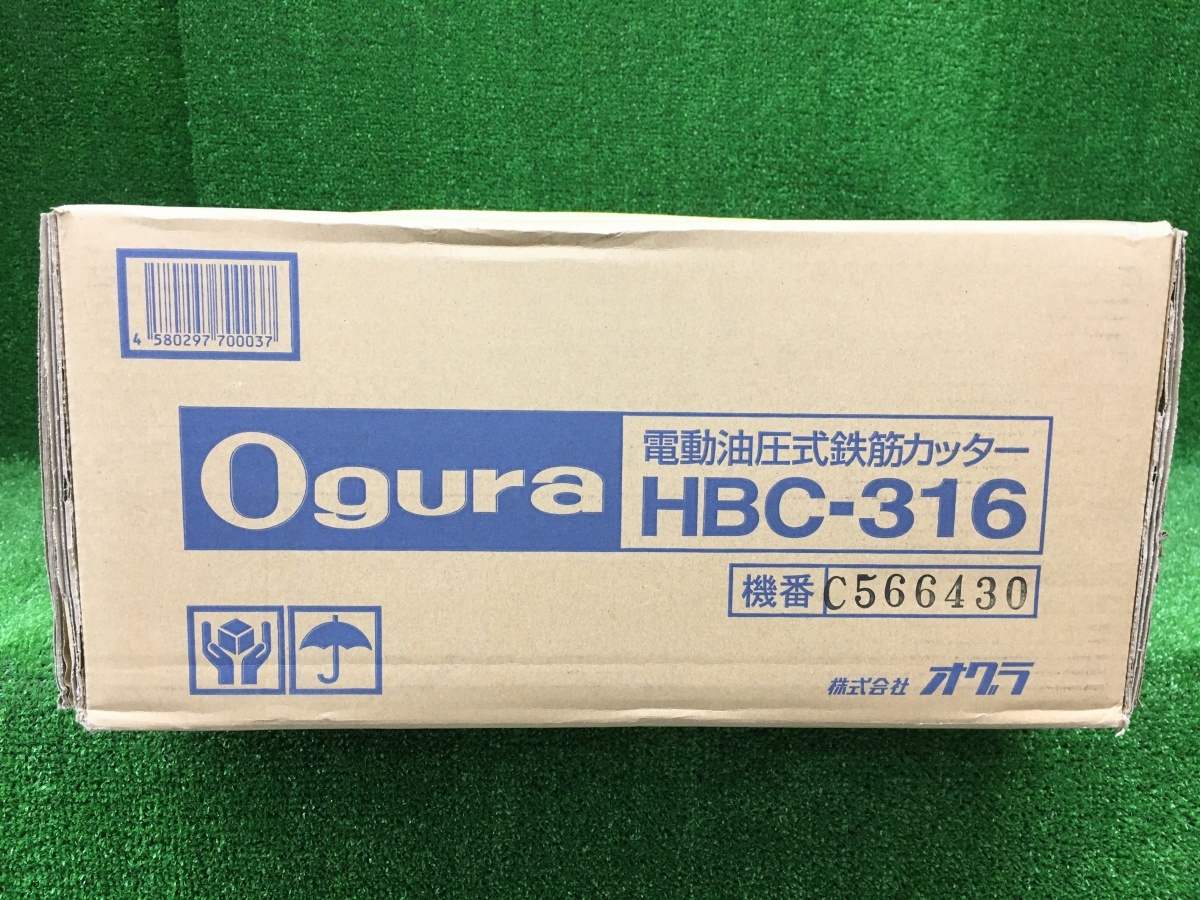 4 580297 700037
Ogura
電動油圧式鉄筋カッター
HBC-316
機番 C566430
株式会社 オグラ